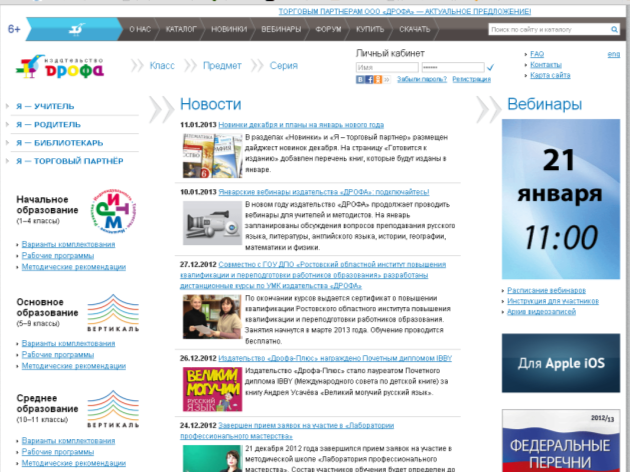 ТОРГОВЫМ ПАРТНЕРАМ ООО «ДРОФА» — АКТУАЛЬНОЕ ПРЕДЛОЖЕНИЕ!
6+
О НАС
КАТАЛОГ
НОВИНКИ
ВЕБИНАРЫ
ФОРУМ
КУПИТЬ
СКАЧАТЬ
Поиск по сайту и каталогу
издательство
дрофа
Класс
Предмет
Серия
Личный кабинет
Имя
Забыли пароль?
Регистрация
FAQ
Контакты
Карта сайта
eng
Я — УЧИТЕЛЬ
Я — РОДИТЕЛЬ
Я — БИБЛИОТЕКАРЬ
Я — ТОРГОВЫЙ ПАРТНЁР
Начальное
образование
(1–4 классы)
РИТМ
Варианты комплектования
Рабочие программы
Методические рекомендации
Основное
образование
(5–9 классы)
ВЕРТИКАЛЬ
Варианты комплектования
Рабочие программы
Методические рекомендации
Среднее
образование
(10–11 классы)
ВЕРТИКАЛЬ
Варианты комплектования
Рабочие программы
Методические рекомендации
Новости
11.01.2013 Новинки декабря и планы на январь нового года
В разделах «Новинки» и «Я – торговый партнер» размещен
дайджест новинок декабря. На страницу «Готовится к
изданию» добавлен перечень книг, которые будут изданы в
январе.
10.01.2013 Январские вебинары издательства «ДРОФА», подключайтесь!
В новом году издательство «ДРОФА» продолжит проводить
вебинары для учителей и методистов. На январь
запланированы обсуждения вопросов преподавания русского
языка, литературы, английского языка, истории, географии,
математики и физики.
27.12.2012 Совместно с ГОУ ДПО «Ростовский областной институт повышения
квалификации и переподготовки работников образования» разработаны
дистанционные курсы по УМК издательства «ДРОФА»
По окончании курсов выдается сертификат о повышении
квалификации Ростовского областного института повышения
квалификации и переподготовки работников образования.
Занятия начнутся в марте 2013 года. Обучение проводится
бесплатно.
26.12.2012 Издательство «Дрофа-Плюс» награждено Почетным дипломом IBBY
ВЕЛИКИЙ
МОГУЧИЙ
РУССКИЙ
ЯЗЫК
Издательство «Дрофа-Плюс» стало лауреатом Почетного
Диплома IBBY (Международного совета по детской книге) за
книгу Андрея Усачёва «Великий могучий русский язык».
24.12.2012 Завершен прием заявок на участие в «Лаборатории
профессионального мастерства»
21 декабря 2012 года завершился прием заявок на участие в
методической школе «Лаборатория профессионального
мастерства». Состав участников обучения будет определен до
Вебинары
21
января
11:00
Расписание вебинаров
Инструкция для участников
Архив видеозаписей
Для Apple iOS
2012/13
ФЕДЕРАЛЬНЫЕ
ПЕРЕЧНИ